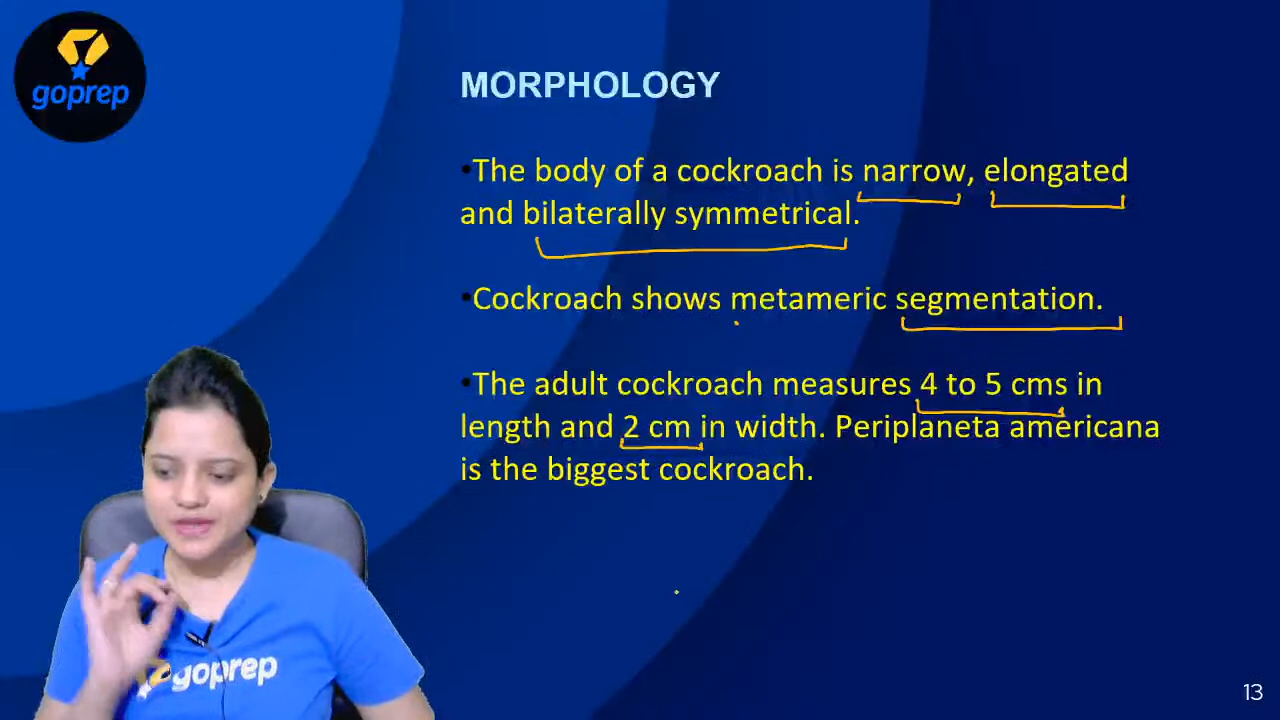 goprep
MORPHOLOGY
•The body of a cockroach is narrow, elongated
and bilaterally symmetrical.
•Cockroach shows metameric segmentation.
•The adult cockroach measures 4 to 5 cms in
length and 2 cm in width. Periplaneta americana
is the biggest cockroach.
goprep
13